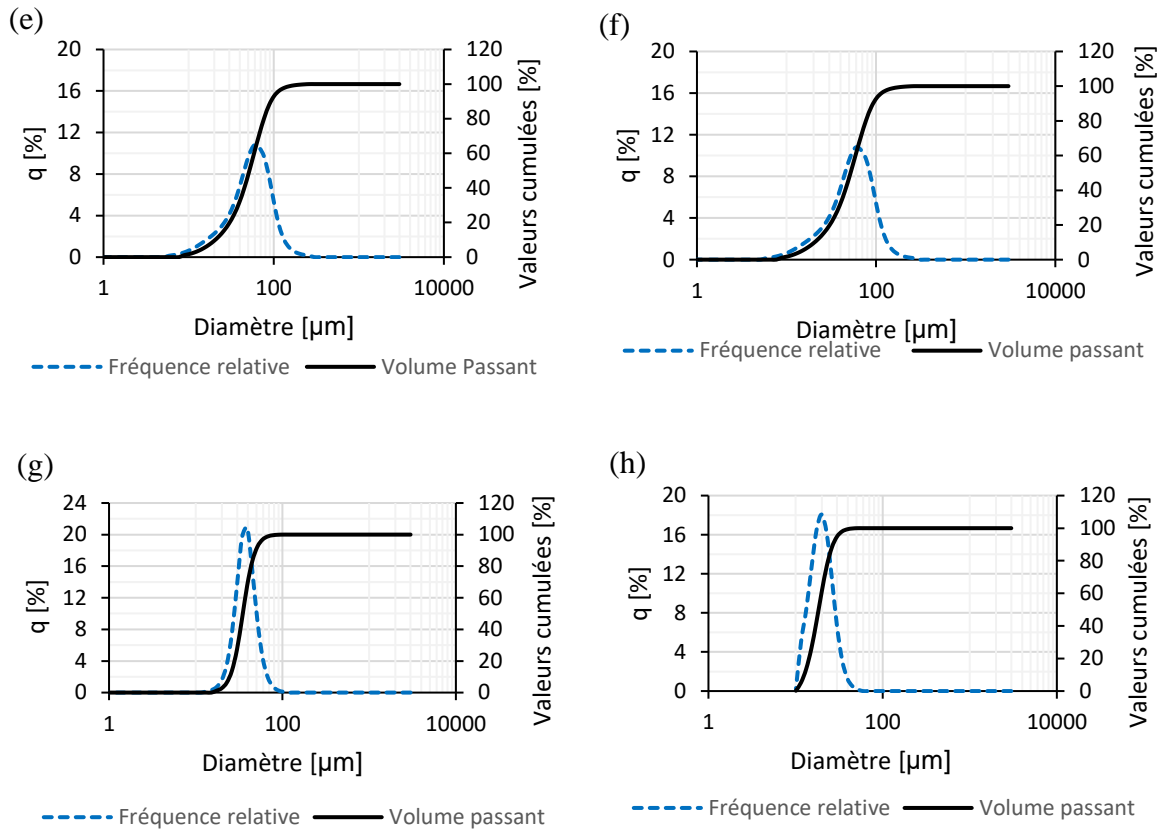 (e)
q [%]
20
16
12
8
4
0
120
100
80
60
40
20
0
Valeurs cumulées [%]
1 100 10000
Diamètre [µm]
Fréquence relative Volume Passant
(f)
q [%]
20
16
12
8
4
0
120
100
80
60
40
20
0
Valeurs cumulées [%]
1 100 10000
Diamètre [µm]
Fréquence relative Volume passant
(g)
q [%]
24
20
16
12
8
4
0
120
100
80
60
40
20
0
Valeurs cumulées [%]
1 100 10000
Diamètre [µm]
Fréquence relative Volume passant
(h)
q [%]
20
16
12
8
4
0
120
100
80
60
40
20
0
Valeurs cumulées [%]
1 100 10000
Diamètre [µm]
Fréquence relative Volume passant